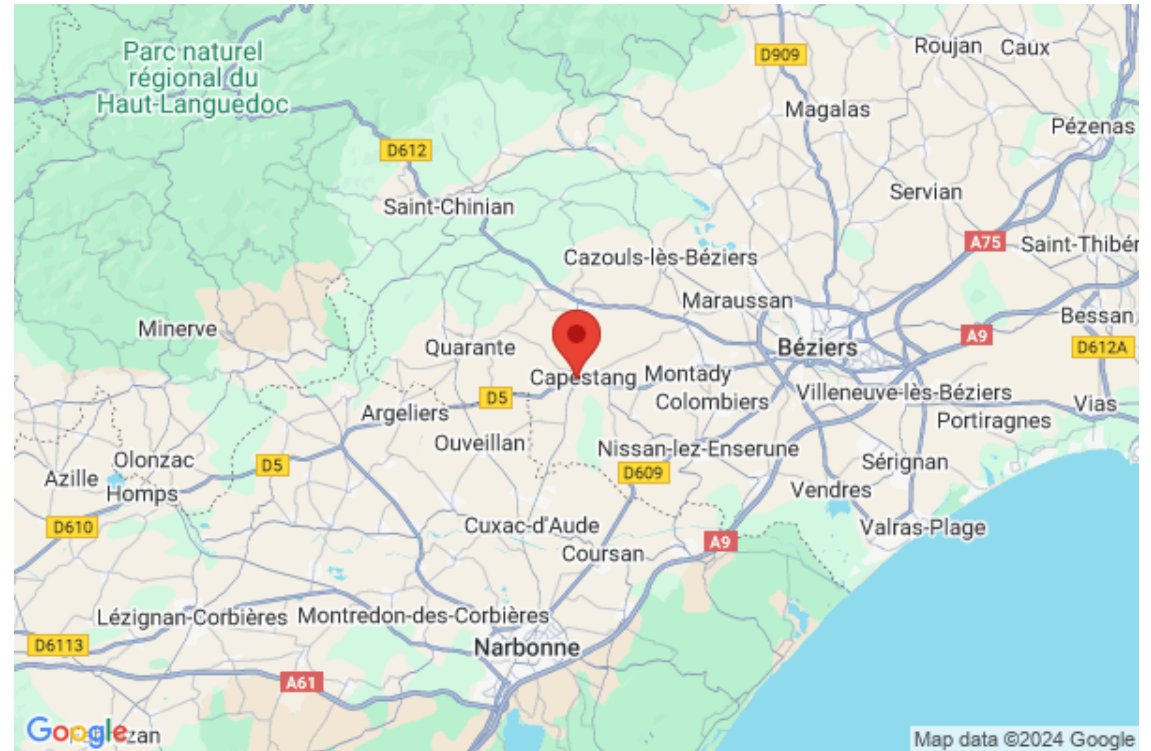 Parc naturel
régional du
Haut-Languedoc
D909
Roujan
Caux
Magalas
Pézenas
D612
Servian
Saint-Chinian
A75
Saint-Thibér
Cazouls-lès-Béziers
Maraussan
Bessan
Minerve
A9
Béziers
D612A
Quarante
Capestang
Montady
D5
Colombiers
Villeneuve-lès-Béziers
Vias
Argeliers
Portiragnes
Ouveillan
Nissan-lez-Enserune
Olonzac
D5
D609
Sérignan
Azille
Homps
Vendres
D610
Cuxac-d'Aude
Valras-Plage
Coursan
A9
Lézignan-Corbières
Montredon-des-Corbières
D6113
Narbonne
A61
Google
zan
Map data ©2024 Google